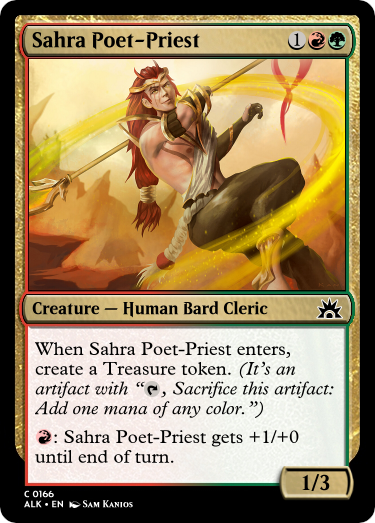 Sahra Poet-Priest 1
When Sahra Poet-Priest enters,
create a Treasure token. (It's an
artifact with “, Sacrifice this artifact:
Add one mana of any color.”)
: Sahra Poet-Priest gets +1/+0
until end of turn.
Creature — Human Bard Cleric
1/3
C 0166
ALK • EN Sam Kanios